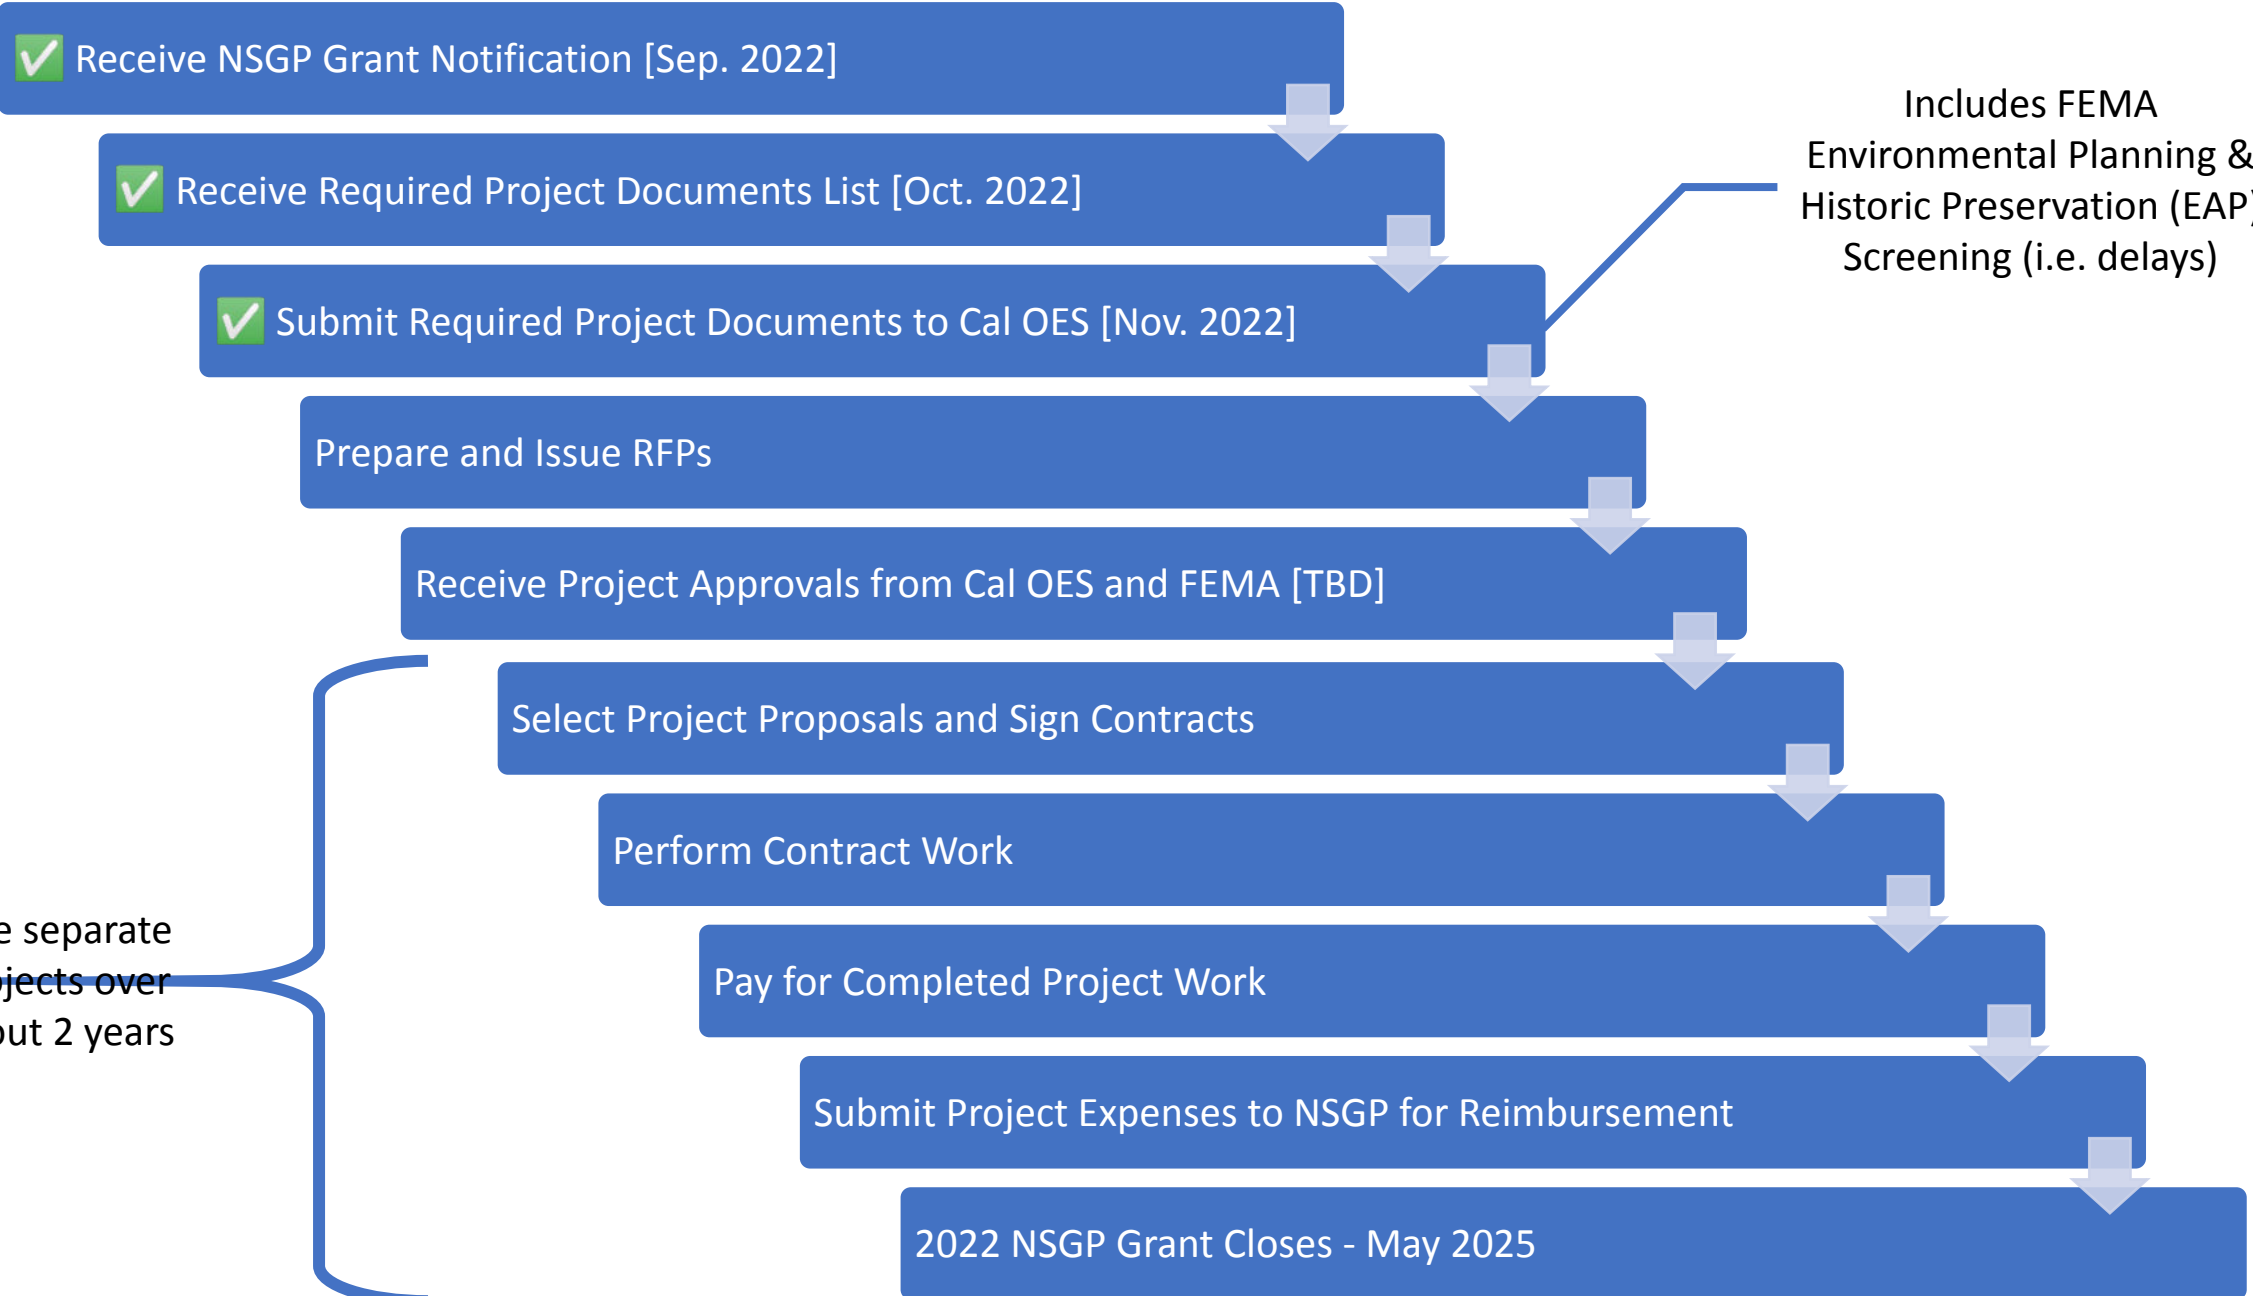 ✅ Receive NSGP Grant Notification [Sep. 2022]
✅ Receive Required Project Documents List [Oct. 2022]
✅ Submit Required Project Documents to Cal OES [Nov. 2022]
Includes FEMA
Environmental Planning &
Historic Preservation (EAP)
Screening (i.e. delays)
Prepare and Issue RFPs
Receive Project Approvals from Cal OES and FEMA [TBD]
Select Project Proposals and Sign Contracts
Perform Contract Work
separate
over
2 years
Pay for Completed Project Work
Submit Project Expenses to NSGP for Reimbursement
2022 NSGP Grant Closes - May 2025